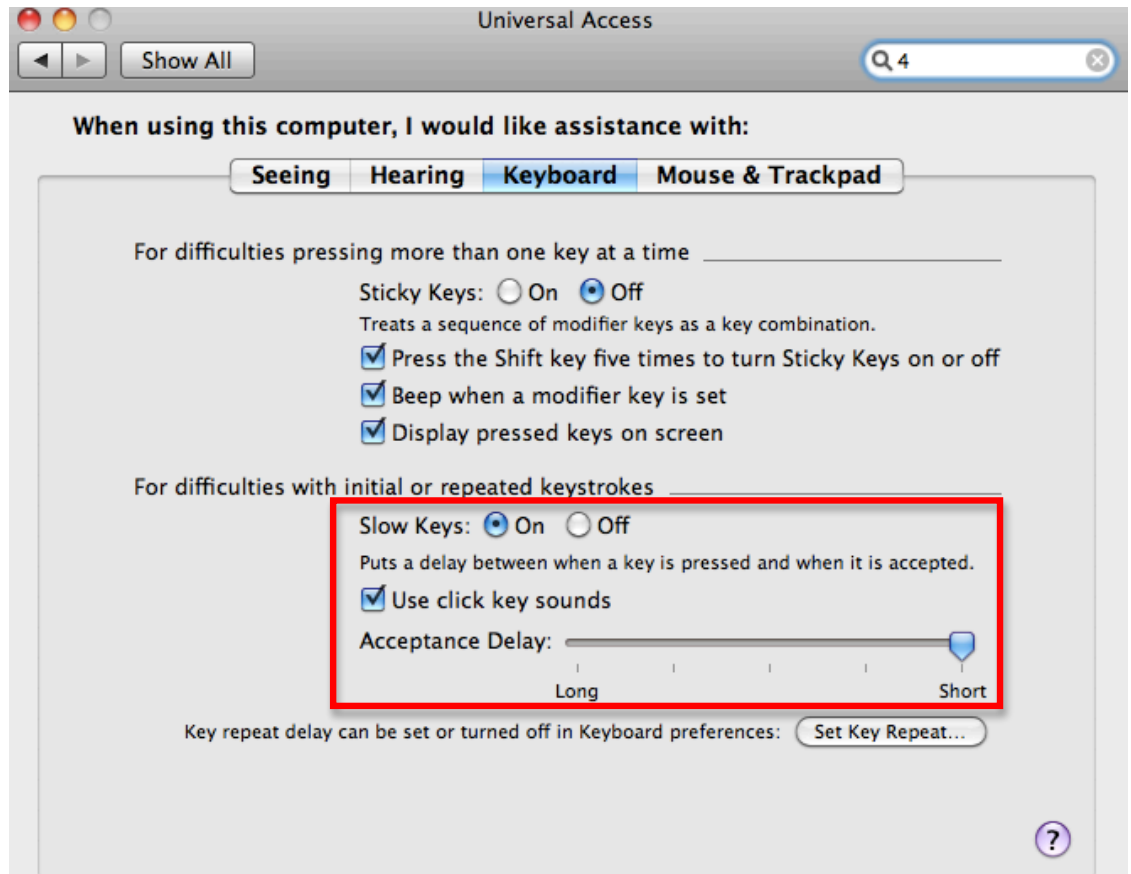 Universal Access
Show All
4
When using this computer, I would like assistance with:
Seeing Hearing Keyboard Mouse & Trackpad
For difficulties pressing more than one key at a time
Sticky Keys: On Off
Treats a sequence of modifier keys as a key combination.
Press the Shift key five times to turn Sticky Keys on or off
Beep when a modifier key is set
Display pressed keys on screen
For difficulties with initial or repeated keystrokes
Slow Keys: On Off
Puts a delay between when a key is pressed and when it is accepted.
Use click key sounds
Acceptance Delay:
Long Short
Key repeat delay can be set or turned off in Keyboard preferences: Set Key Repeat...
?